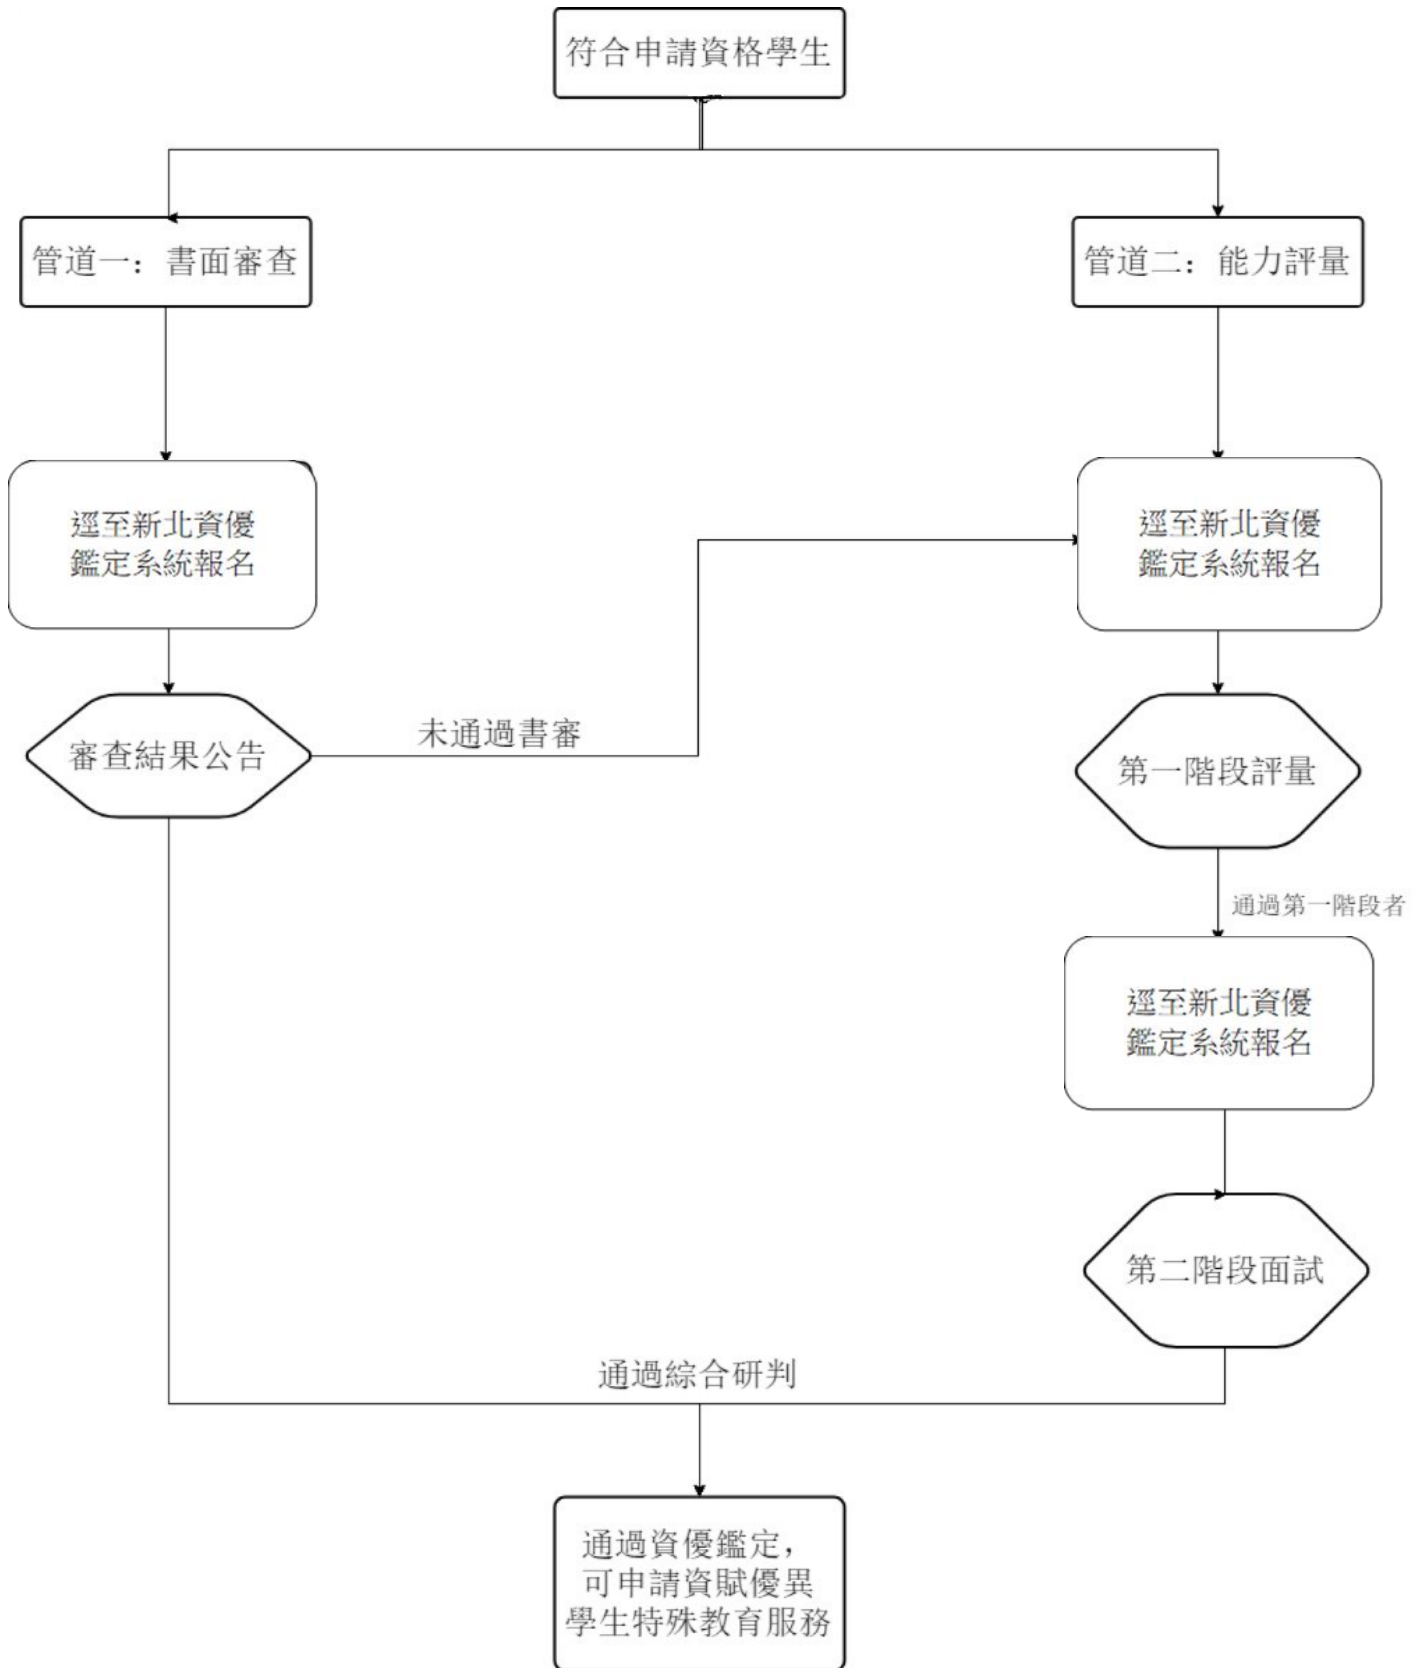 符合申請資格學生
管道一：書面審查
管道二：能力評量
逕至新北資優
鑑定系統報名
逕至新北資優
鑑定系統報名
審查結果公告
未通過書審
第一階段評量
通過第一階段者
逕至新北資優
鑑定系統報名
第二階段面試
通過綜合研判
通過資優鑑定，
可申請資賦優異
學生特殊教育服務